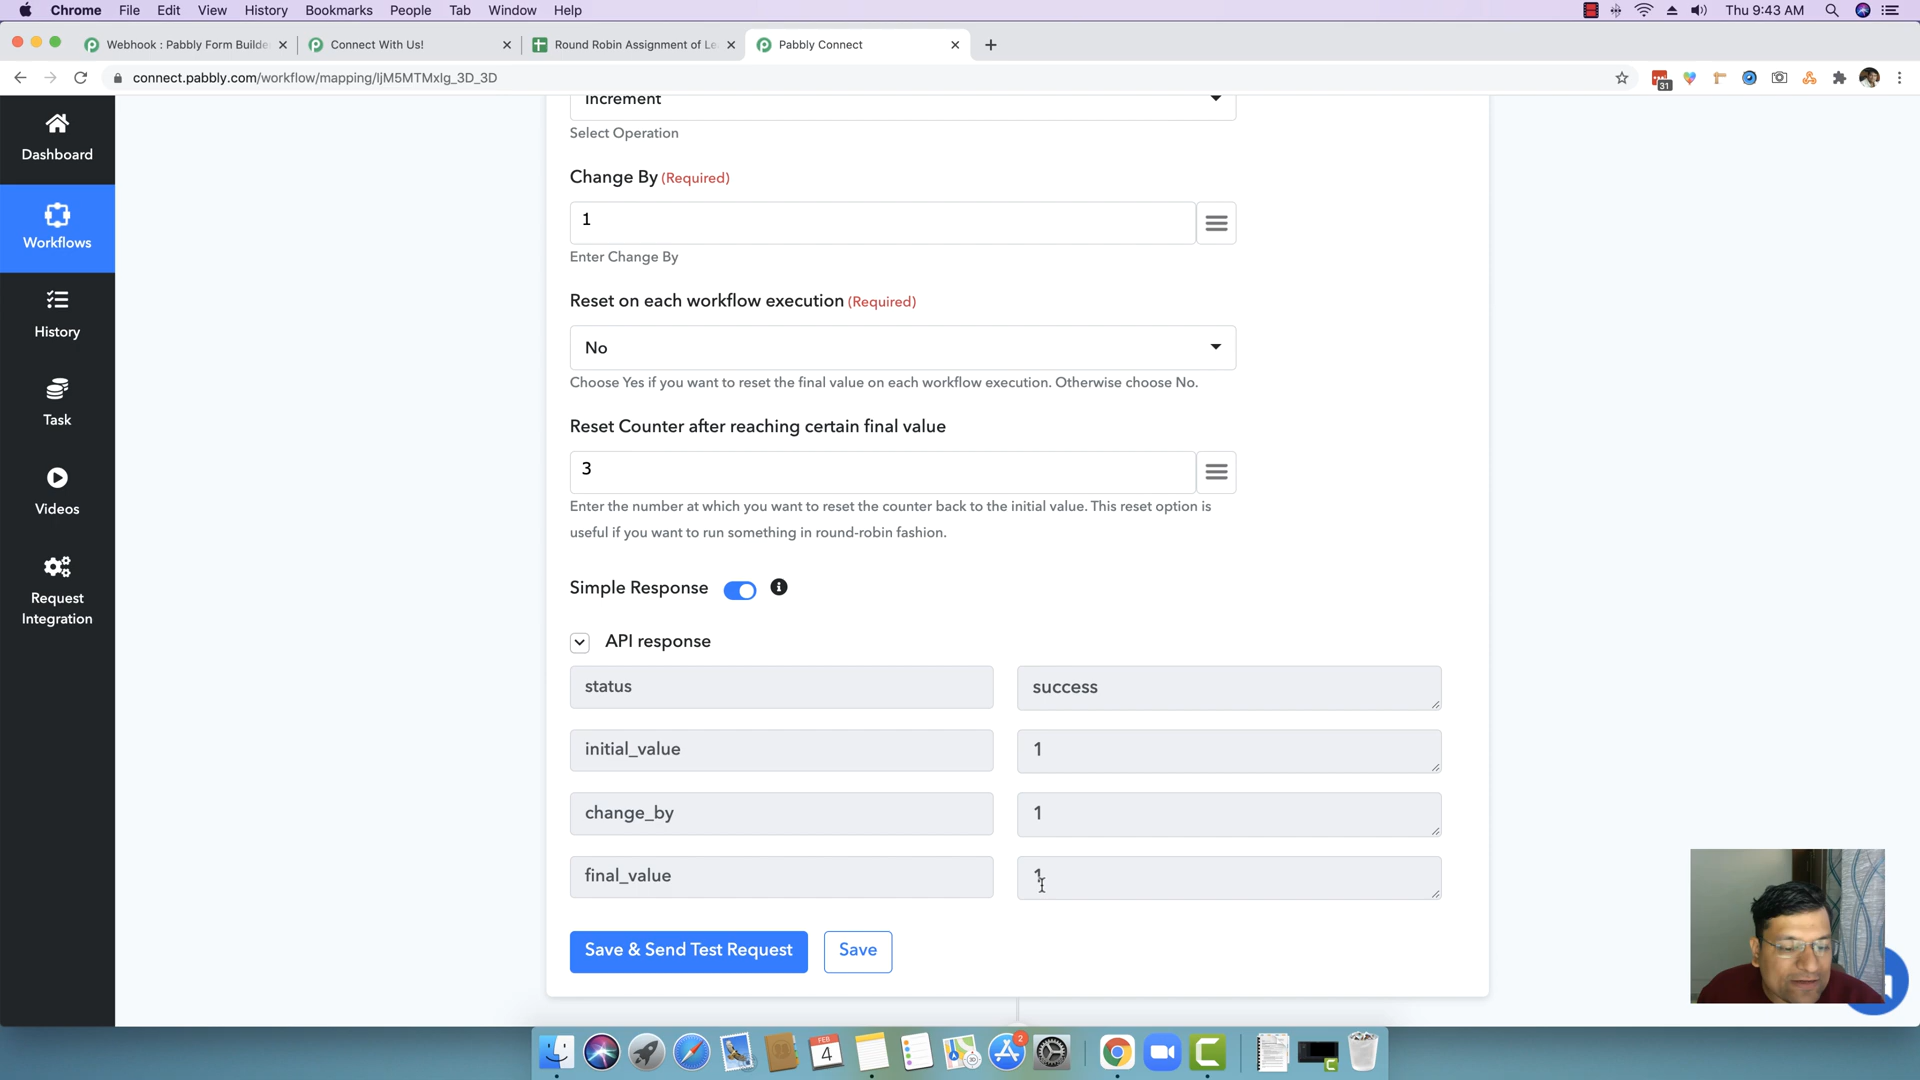 Chrome File Edit View History Bookmarks People Tab Window Help Thu 9:43 AM
Webhook : Pabbly Form Builde Connect With Us! Round Robin Assignment of Le Pabbly Connect
connect.pabbly.com/workflow/mapping/IjM5MTMxIg_3D_3D
31
Dashboard
Workflows
History
Task
Videos
Request
Integration
Increment
Select Operation
Change By (Required)
1
Enter Change By
Reset on each workflow execution (Required)
No
Choose Yes if you want to reset the final value on each workflow execution. Otherwise choose No.
Reset Counter after reaching certain final value
3
Enter the number at which you want to reset the counter back to the initial value. This reset option is
useful if you want to run something in round-robin fashion.
Simple Response
API response
status success
initial_value 1
change_by 1
final_value 1
Save & Send Test Request Save
FEB
4
2